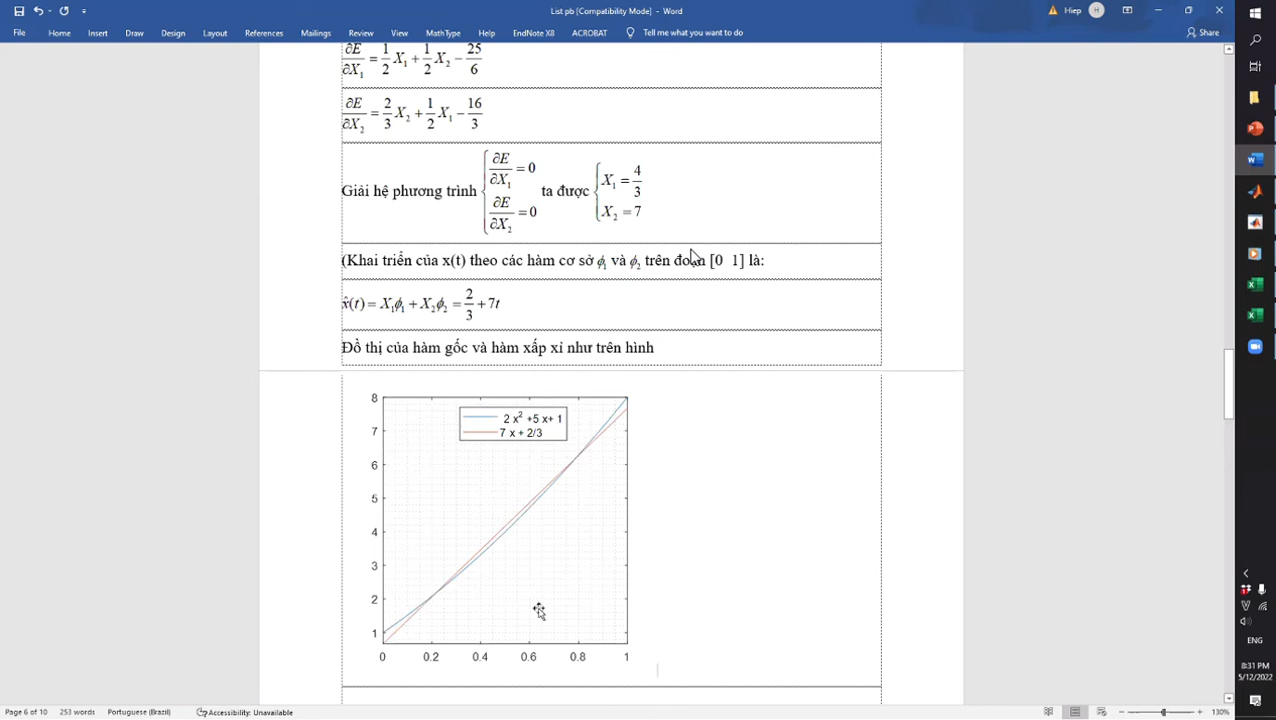 List pb [Compatibility Mode] - Word
Hiep H
File Home Insert Draw Design Layout References Mailings Review View MathType Help EndNote X8 ACROBAT Tell me what you want to do Share
∂E/∂X₁ = 1/2 X₁ + 1/2 X₂ − 25/6
∂E/∂X₂ = 2/3 X₂ + 1/2 X₁ − 16/3
Giải hệ phương trình { ∂E/∂X₁ = 0, ∂E/∂X₂ = 0 ta được { X₁ = 4/3, X₂ = 7
(Khai triển của x(t) theo các hàm cơ sở ϕ₁ và ϕ₂ trên đoạn [0 1] là:
x̂(t) = X₁ϕ₁ + X₂ϕ₂ = 2/3 + 7t
Đồ thị của hàm gốc và hàm xấp xỉ như trên hình
2 x² +5 x+ 1
7 x + 2/3
8
7
6
5
4
3
2
1
0 0.2 0.4 0.6 0.8 1
ENG
8:31 PM
5/12/2022
Page 6 of 10 253 words Portuguese (Brazil) Accessibility: Unavailable 130%